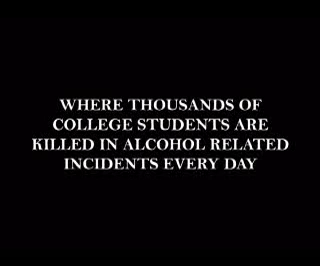 WHERE THOUSANDS OF
COLLEGE STUDENTS ARE
KILLED IN ALCOHOL RELATED
INCIDENTS EVERY DAY